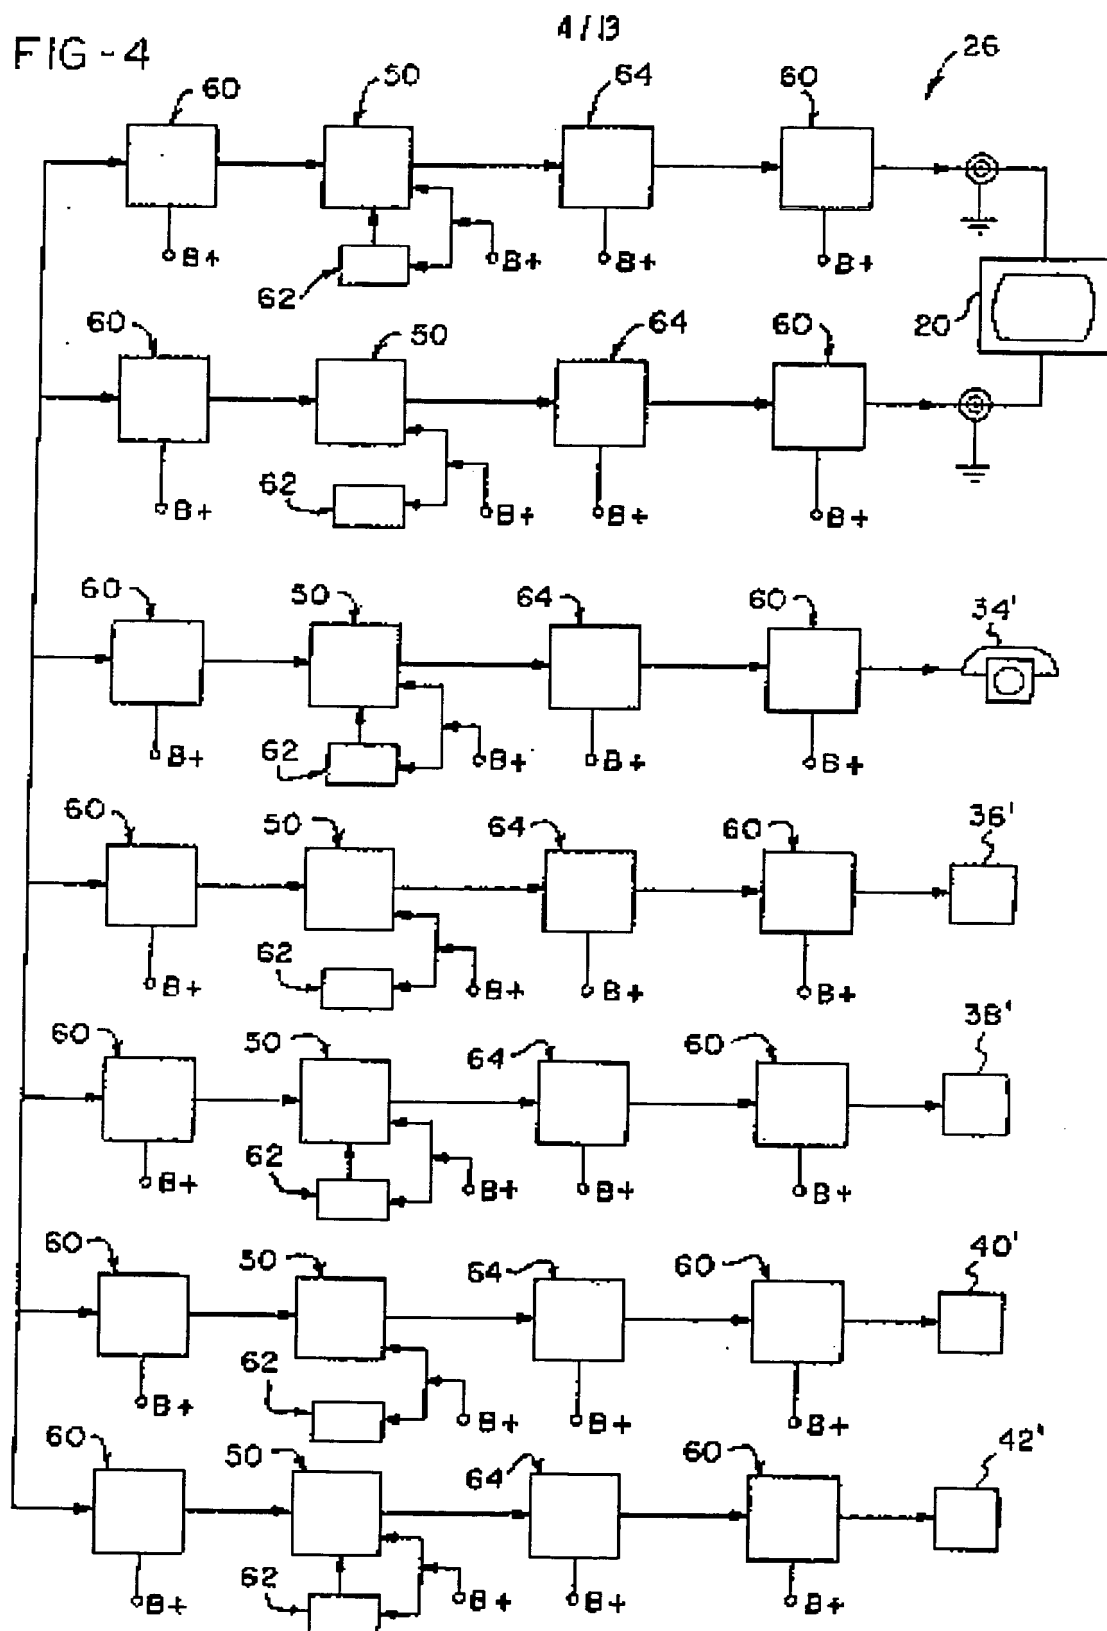 4/13
FIG-4
60 50 64 60 26
B+ 62 B+ B+ B+
20
60 50 64 60
B+ 62 B+ B+ B+
60 50 64 60 34'
B+ 62 B+ B+ B+
60 50 64 60 36'
B+ 62 B+ B+ B+
60 50 64 60 38'
B+ 62 B+ B+ B+
60 50 64 60 40'
B+ 62 B+ B+ B+
60 50 64 60 42'
B+ 62 B+ B+ B+